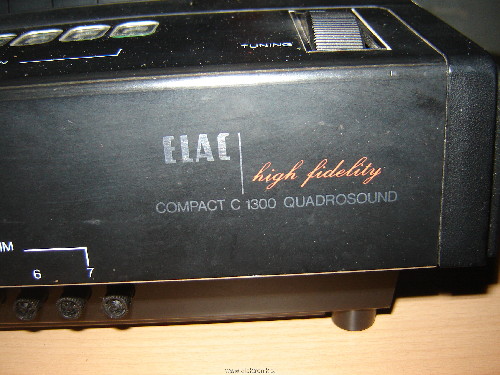 TUNING
ELAC
high fidelity
COMPACT C 1300 QUADROSOUND
6 7